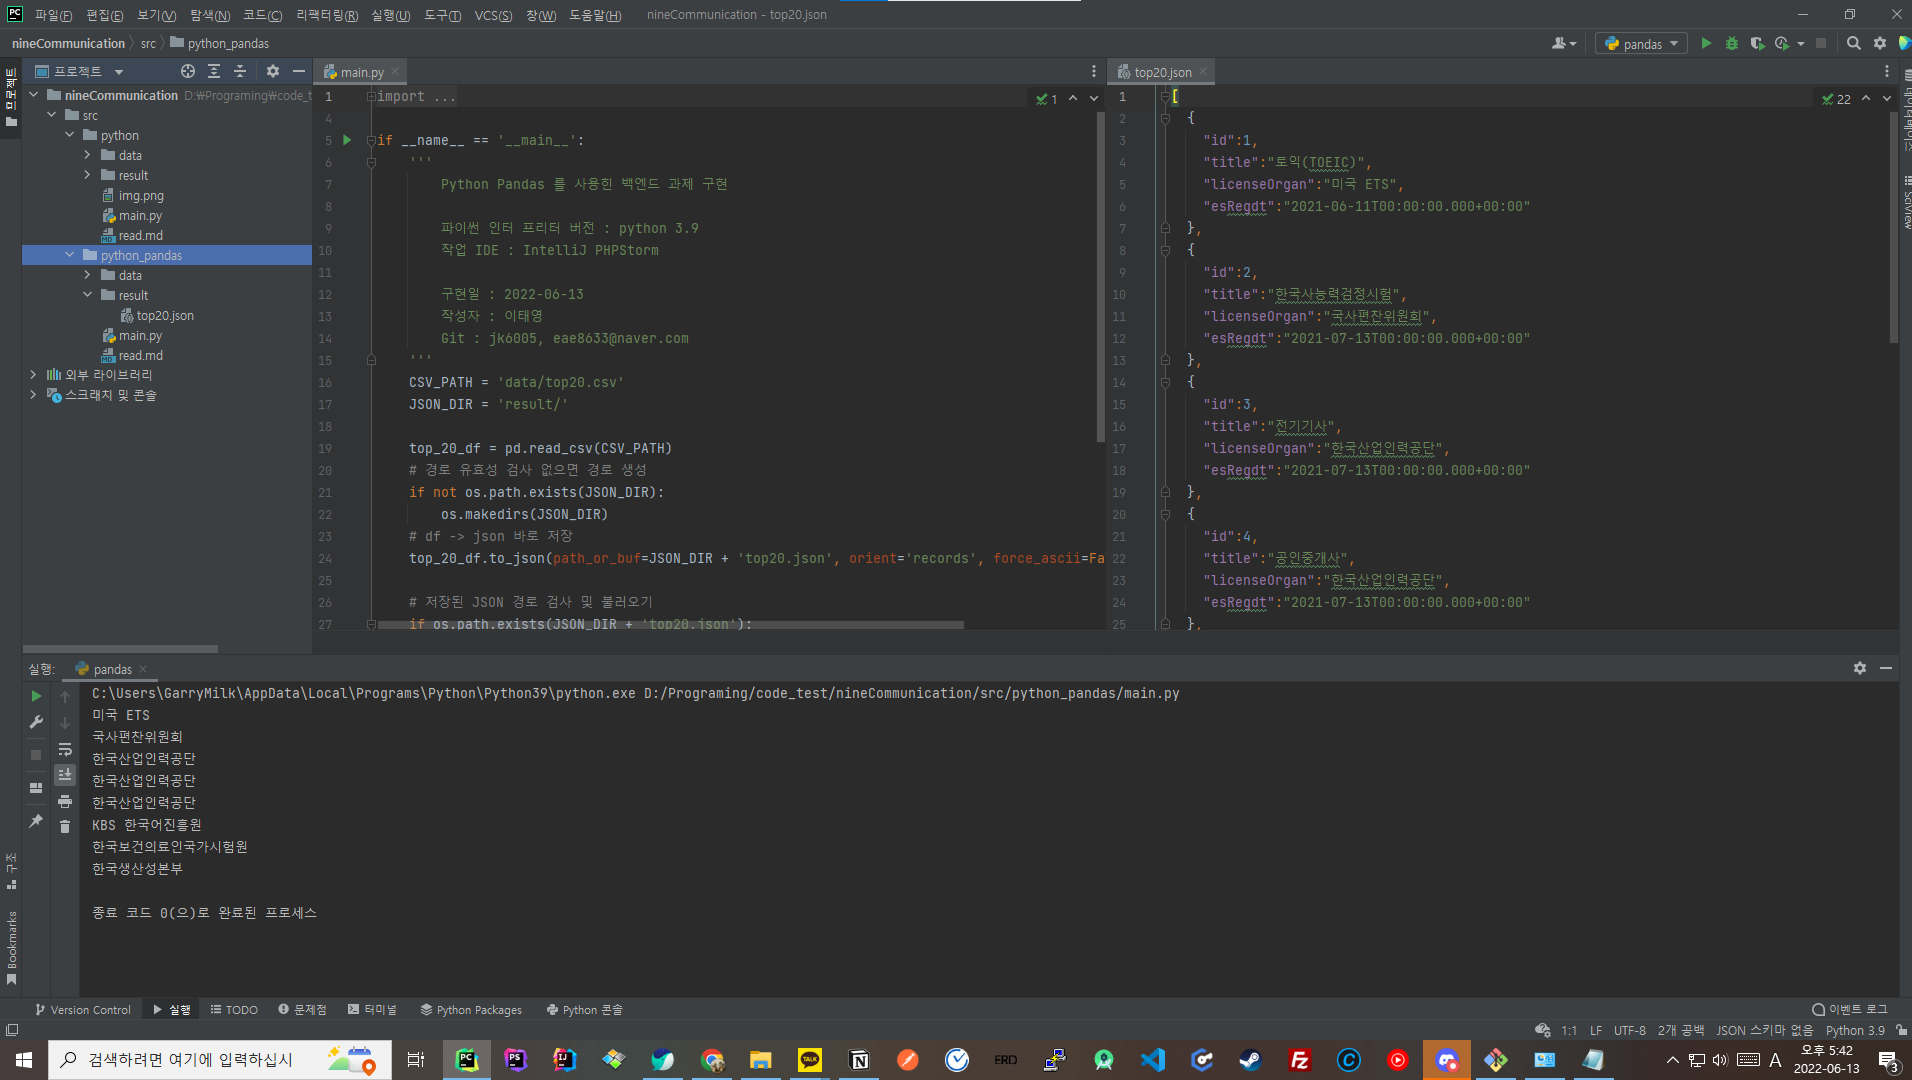 파일(F) 편집(E) 보기(V) 탐색(N) 코드(C) 리팩터링(R) 실행(U) 도구(T) VCS(S) 창(W) 도움말(H) nineCommunication - top20.json
nineCommunication src python_pandas
pandas
프로젝트
프로젝트
nineCommunication D:₩Programing₩code_t
src
python
data
result
img.png
main.py
read.md
python_pandas
data
result
top20.json
main.py
read.md
외부 라이브러리
스크래치 및 콘솔
구조
Bookmarks
main.py
1
1 import ...
4
5 if __name__ == '__main__':
6 '''
7 Python Pandas 를 사용한 백엔드 과제 구현
8
9 파이썬 인터 프리터 버전 : python 3.9
10 작업 IDE : IntelliJ PHPStorm
11
12 구현일 : 2022-06-13
13 작성자 : 이태영
14 Git : jk6005, eae8633@naver.com
15 '''
16 CSV_PATH = 'data/top20.csv'
17 JSON_DIR = 'result/'
18
19 top_20_df = pd.read_csv(CSV_PATH)
20 # 경로 유효성 검사 없으면 경로 생성
21 if not os.path.exists(JSON_DIR):
22 os.makedirs(JSON_DIR)
23 # df -> json 바로 저장
24 top_20_df.to_json(path_or_buf=JSON_DIR + 'top20.json', orient='records', force_ascii=Fa
25
26 # 저장된 JSON 경로 검사 및 불러오기
27 if os.path.exists(JSON_DIR + 'top20.json'):
top20.json
22
1 [
2 {
3 "id":1,
4 "title":"토익(TOEIC)",
5 "licenseOrgan":"미국 ETS",
6 "esRegdt":"2021-06-11T00:00:00.000+00:00"
7 },
8 {
9 "id":2,
10 "title":"한국사능력검정시험",
11 "licenseOrgan":"국사편찬위원회",
12 "esRegdt":"2021-07-13T00:00:00.000+00:00"
13 },
14 {
15 "id":3,
16 "title":"전기기사",
17 "licenseOrgan":"한국산업인력공단",
18 "esRegdt":"2021-07-13T00:00:00.000+00:00"
19 },
20 {
21 "id":4,
22 "title":"공인중개사",
23 "licenseOrgan":"한국산업인력공단",
24 "esRegdt":"2021-07-13T00:00:00.000+00:00"
25 },
데이터베이스
SciView
실행: pandas
C:\Users\GarryMilk\AppData\Local\Programs\Python\Python39\python.exe D:/Programing/code_test/nineCommunication/src/python_pandas/main.py
미국 ETS
국사편찬위원회
한국산업인력공단
한국산업인력공단
한국산업인력공단
KBS 한국어진흥원
한국보건의료인국가시험원
한국생산성본부
종료 코드 0(으)로 완료된 프로세스
Version Control 실행 TODO 문제점 터미널 Python Packages Python 콘솔 이벤트 로그
1:1 LF UTF-8 2개 공백 JSON 스키마 없음 Python 3.9
검색하려면 여기에 입력하십시
ERD
A
오후 5:42
2022-06-13
3